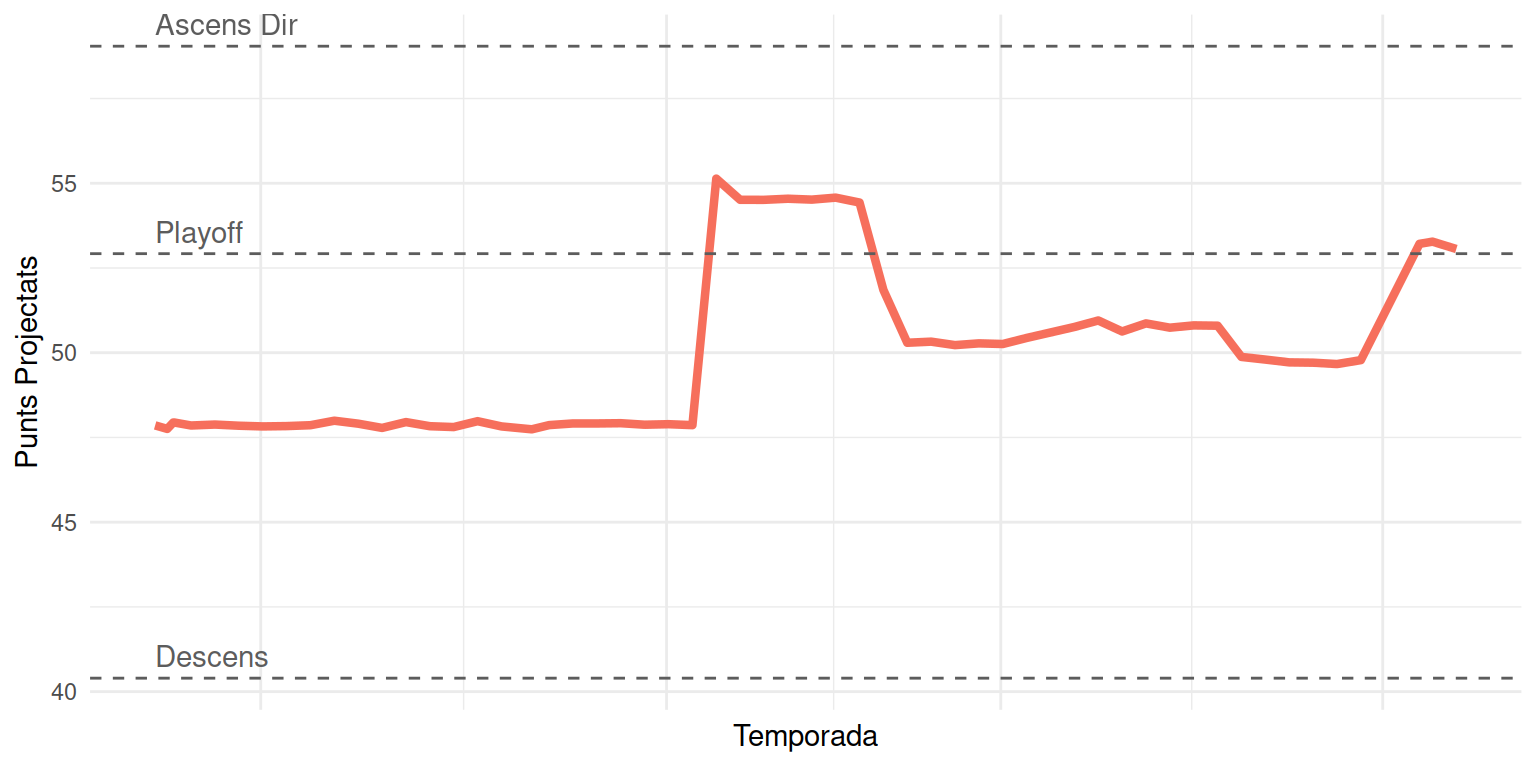 Ascens Dir
55
Playoff
50
45
Descens
40
Punts Projectats
Temporada